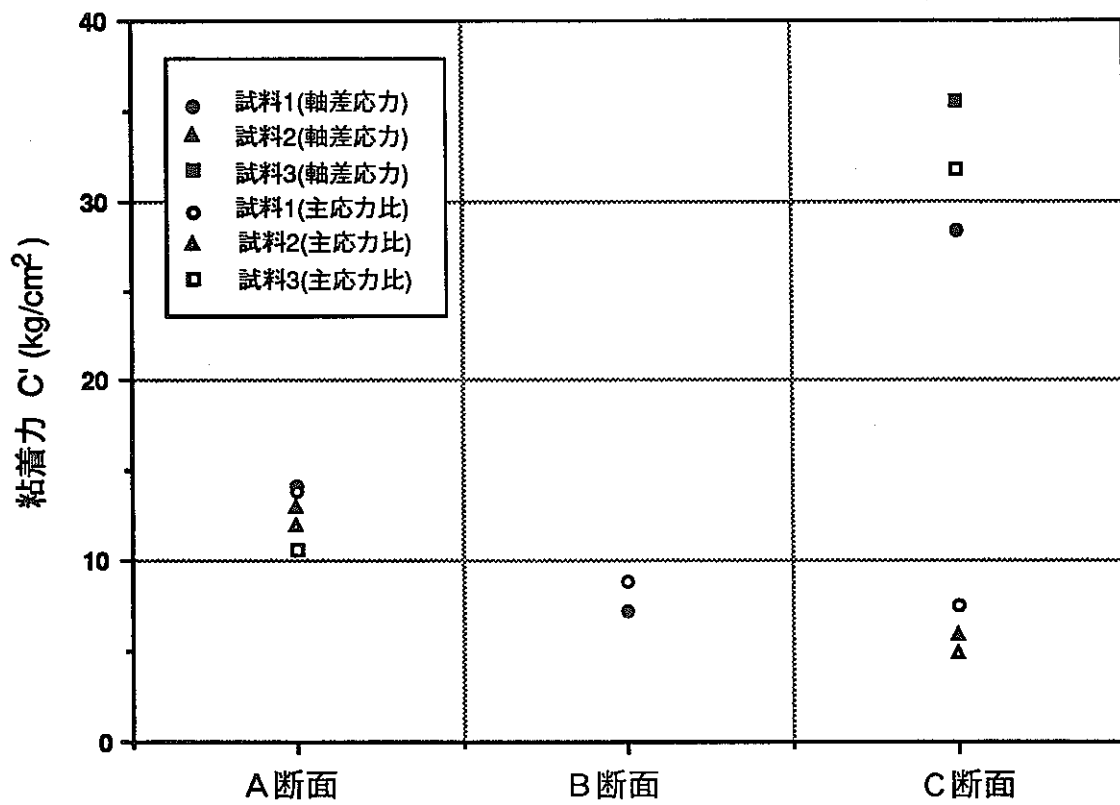 40
30
20
10
0
粘着力 C' (kg/cm²)
試料1(軸差応力)
試料2(軸差応力)
試料3(軸差応力)
試料1(主応力比)
試料2(主応力比)
試料3(主応力比)
A断面
B断面
C断面